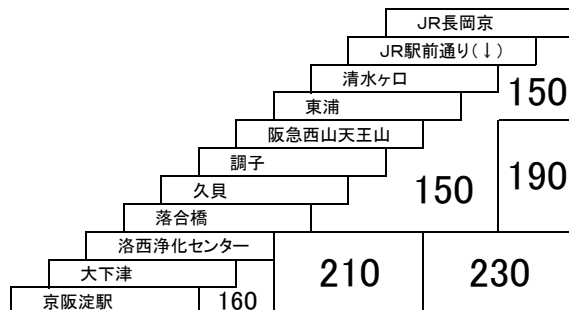 JR長岡京
JR駅前通り(↓)
清水ヶ口
150
東浦
阪急西山天王山
調子
190
久貝
150
落合橋
洛西浄化センター
大下津
210
230
京阪淀駅
160